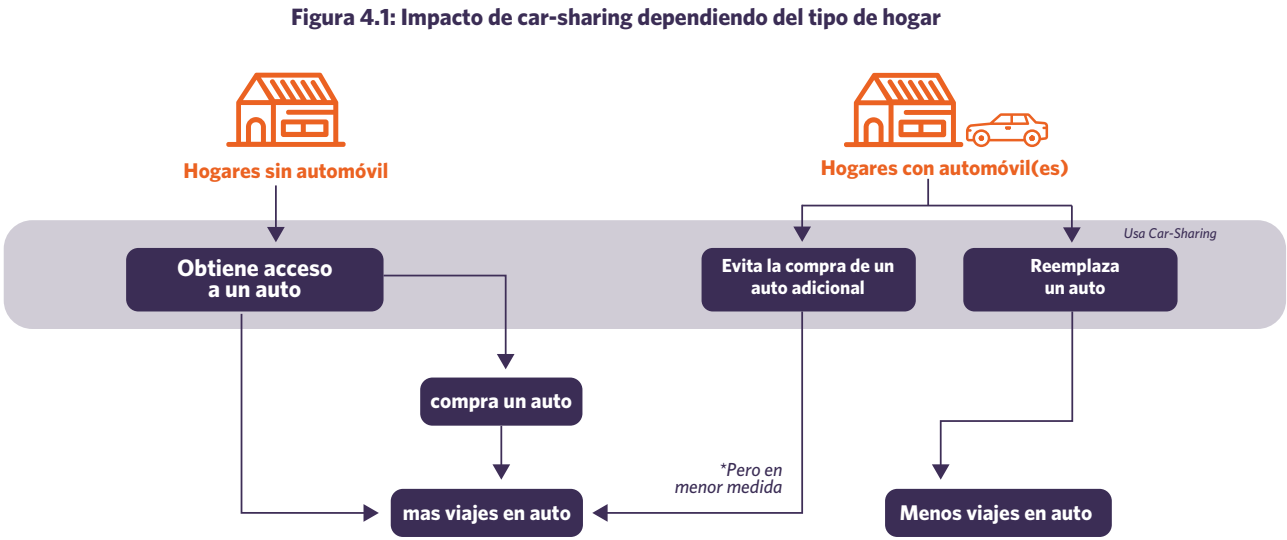 Figura 4.1: Impacto de car-sharing dependiendo del tipo de hogar
Hogares sin automóvil
Hogares con automóvil(es)
Usa Car-Sharing
Obtiene acceso
a un auto
Evita la compra de un
auto adicional
Reemplaza
un auto
compra un auto
*Pero en
menor medida
mas viajes en auto
Menos viajes en auto